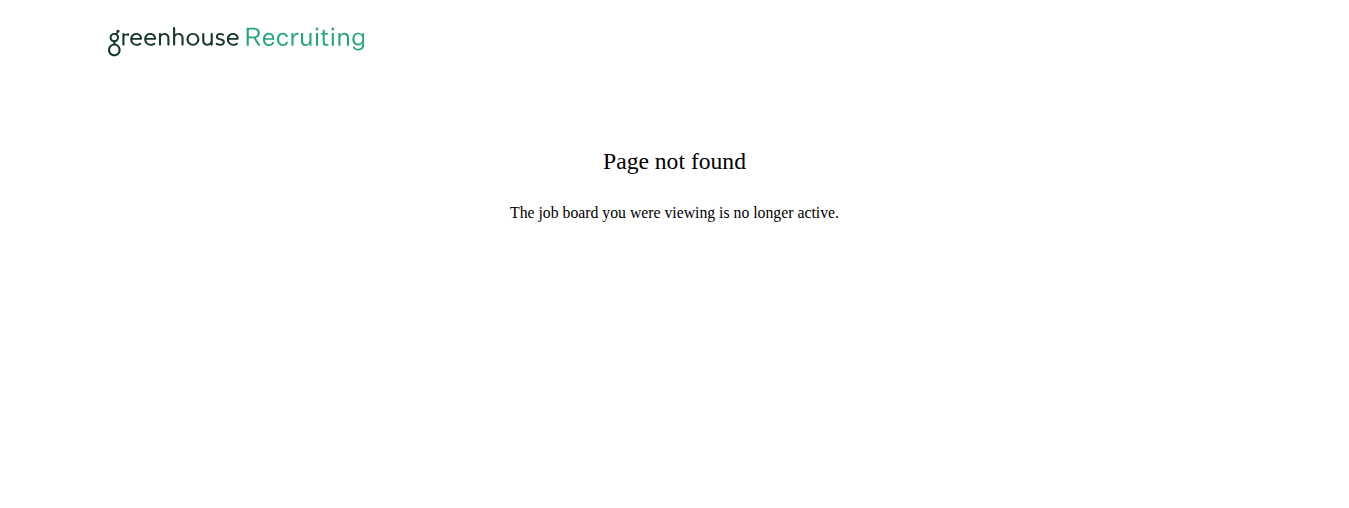 greenhouse Recruiting
Page not found
The job board you were viewing is no longer active.